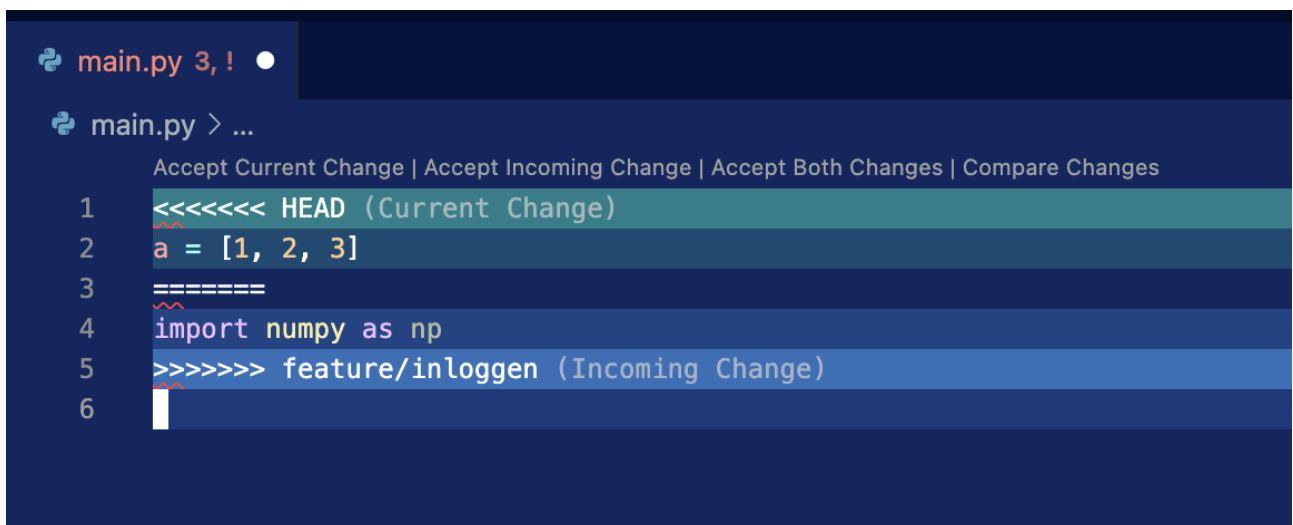 main.py 3, !
main.py > ...
Accept Current Change | Accept Incoming Change | Accept Both Changes | Compare Changes
1 <<<<<<< HEAD (Current Change)
2 a = [1, 2, 3]
3 =======
4 import numpy as np
5 >>>>>>> feature/inloggen (Incoming Change)
6